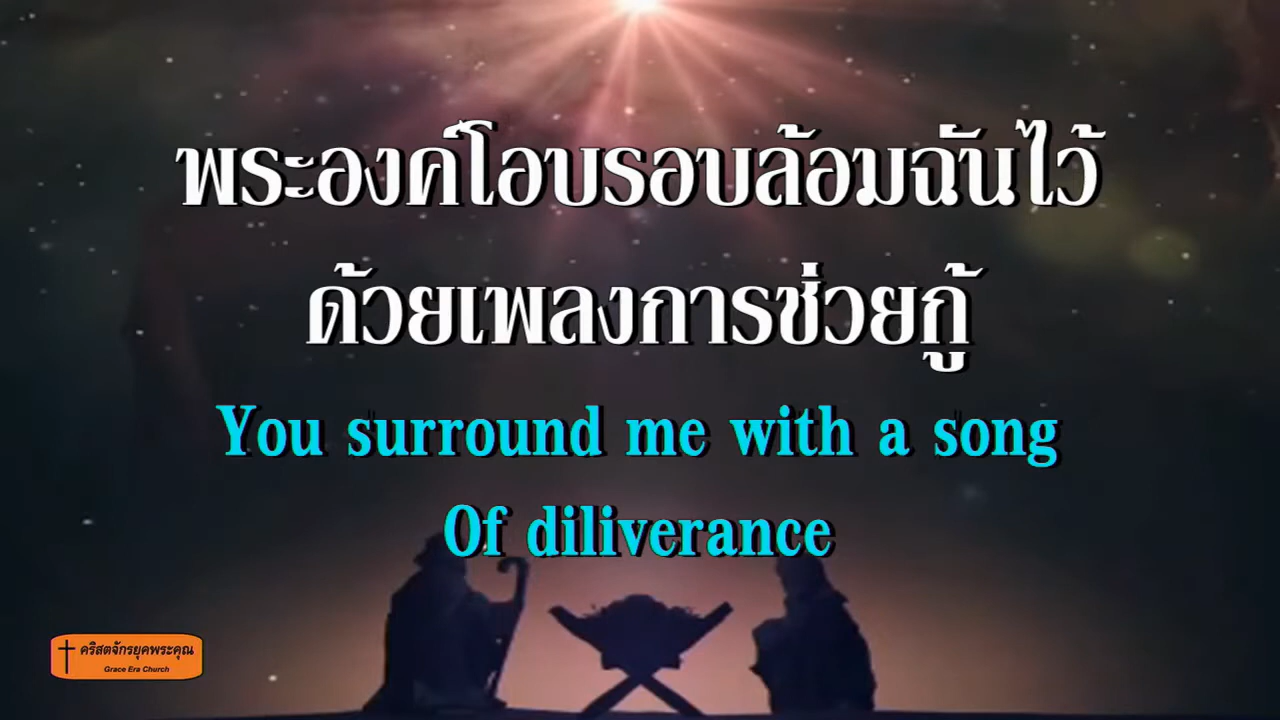 พระองค์โอบรอบล้อมฉันไว้
ด้วยเพลงการช่วยกู้
You surround me with a song
Of diliverance
คริสตจักรยุคพระคุณ
Grace Era Church